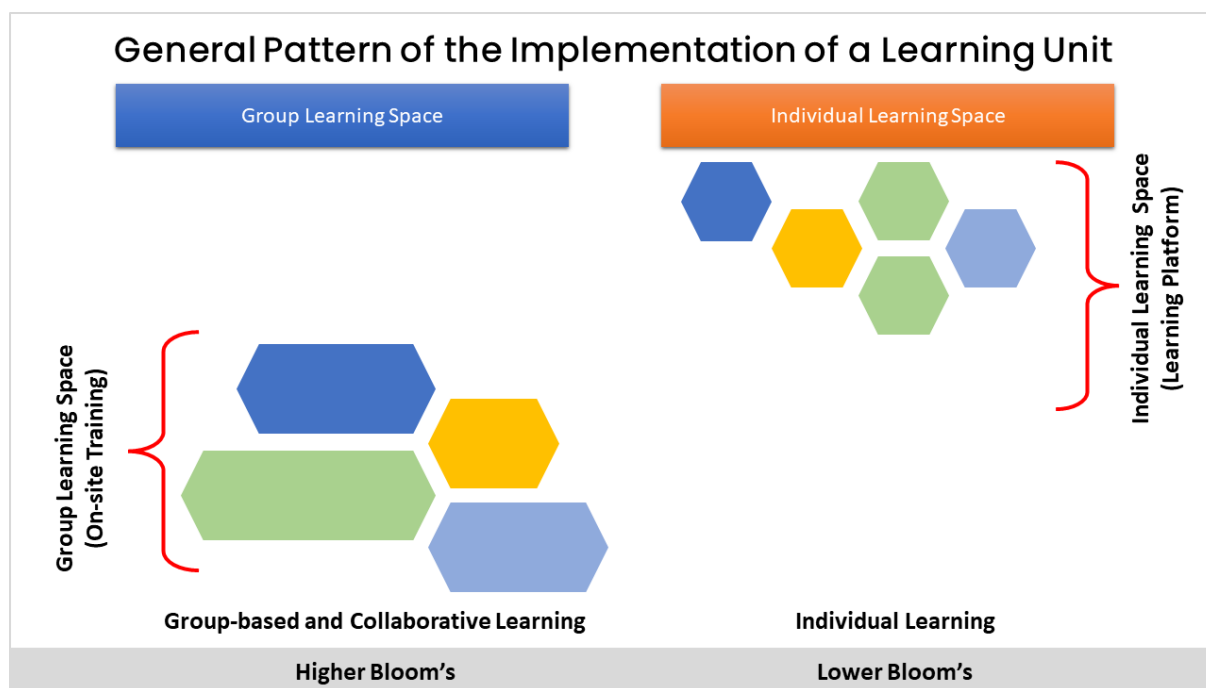 General Pattern of the Implementation of a Learning Unit
Group Learning Space
Individual Learning Space
Individual Learning Space
(Learning Platform)
Group Learning Space
(On-site Training)
Group-based and Collaborative Learning
Individual Learning
Higher Bloom's
Lower Bloom's